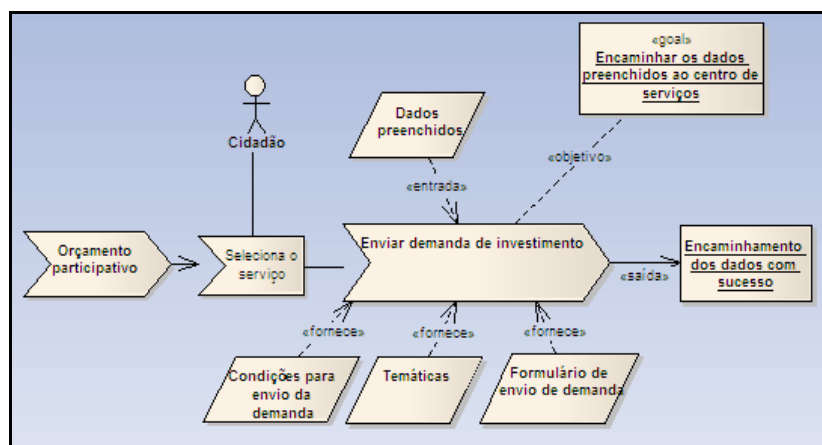 «goal»
Encaminhar os dados
preenchidos ao centro de
serviços
Dados
preenchidos
Cidadão
«objetivo»
«entrada»
Orçamento
participativo
Seleciona o
serviço
Enviar demanda de investimento
Encaminhamento
dos dados com
sucesso
«saída»
«fornece»
«fornece»
«fornece»
Condições para
envio da
demanda
Temáticas
Formulário de
envio de demanda